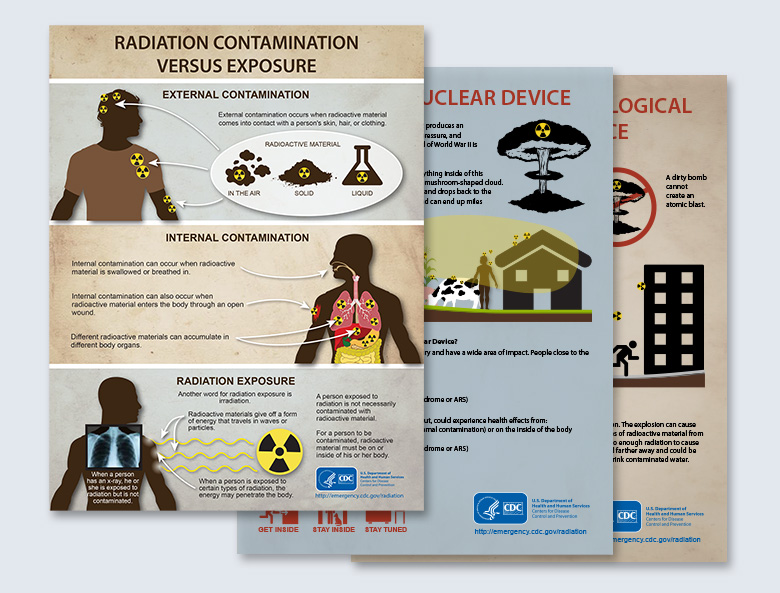 RADIATION CONTAMINATION
VERSUS EXPOSURE
EXTERNAL CONTAMINATION
External contamination occurs when radioactive material
comes into contact with a person's skin, hair, or clothing.
RADIOACTIVE MATERIAL
IN THE AIR
SOLID
LIQUID
INTERNAL CONTAMINATION
Internal contamination can occur when radioactive
material is swallowed or breathed in.
Internal contamination can also occur when
radioactive material enters the body through an open
wound.
Different radioactive materials can accumulate in
different body organs.
RADIATION EXPOSURE
Another word for radiation exposure is
irradiation.
Radioactive materials give off a form
of energy that travels in waves or
particles.
When a person
has an x-ray, he or
she is exposed to
radiation but is not
contaminated.
When a person is exposed to
certain types of radiation, the
energy may penetrate the body.
A person exposed to
radiation is not necessarily
contaminated with
radioactive material.
For a person to be
contaminated, radioactive
material must be on or
inside of his or her body.
CDC
U.S. Department of
Health and Human Services
Centers for Disease
Control and Prevention
http://emergency.cdc.gov/radiation
UCLEAR DEVICE
produces an
ressure, and
l of World War II is
ything inside of this
mushroom-shaped cloud.
and drops back to the
d can end up miles
ear Device?
ry and have a wide area of impact. People close to the
drome or ARS)
out, could experience health effects from:
rnal contamination) or on the inside of the body
drome or ARS)
GET INSIDE
STAY INSIDE
STAY TUNED
CDC
U.S. Department of
Health and Human Services
Centers for Disease
Control and Prevention
http://emergency.cdc.gov/radiation
LOGICAL
CE
A dirty bomb
cannot
create an
atomic blast.
on. The explosion can cause
s of radioactive material from
o enough radiation to cause
farther away and could be
rink contaminated water.
CDC
U.S. Department of
Health and Human Services
Centers for Disease
Control and Prevention
mergency.cdc.gov/radiation